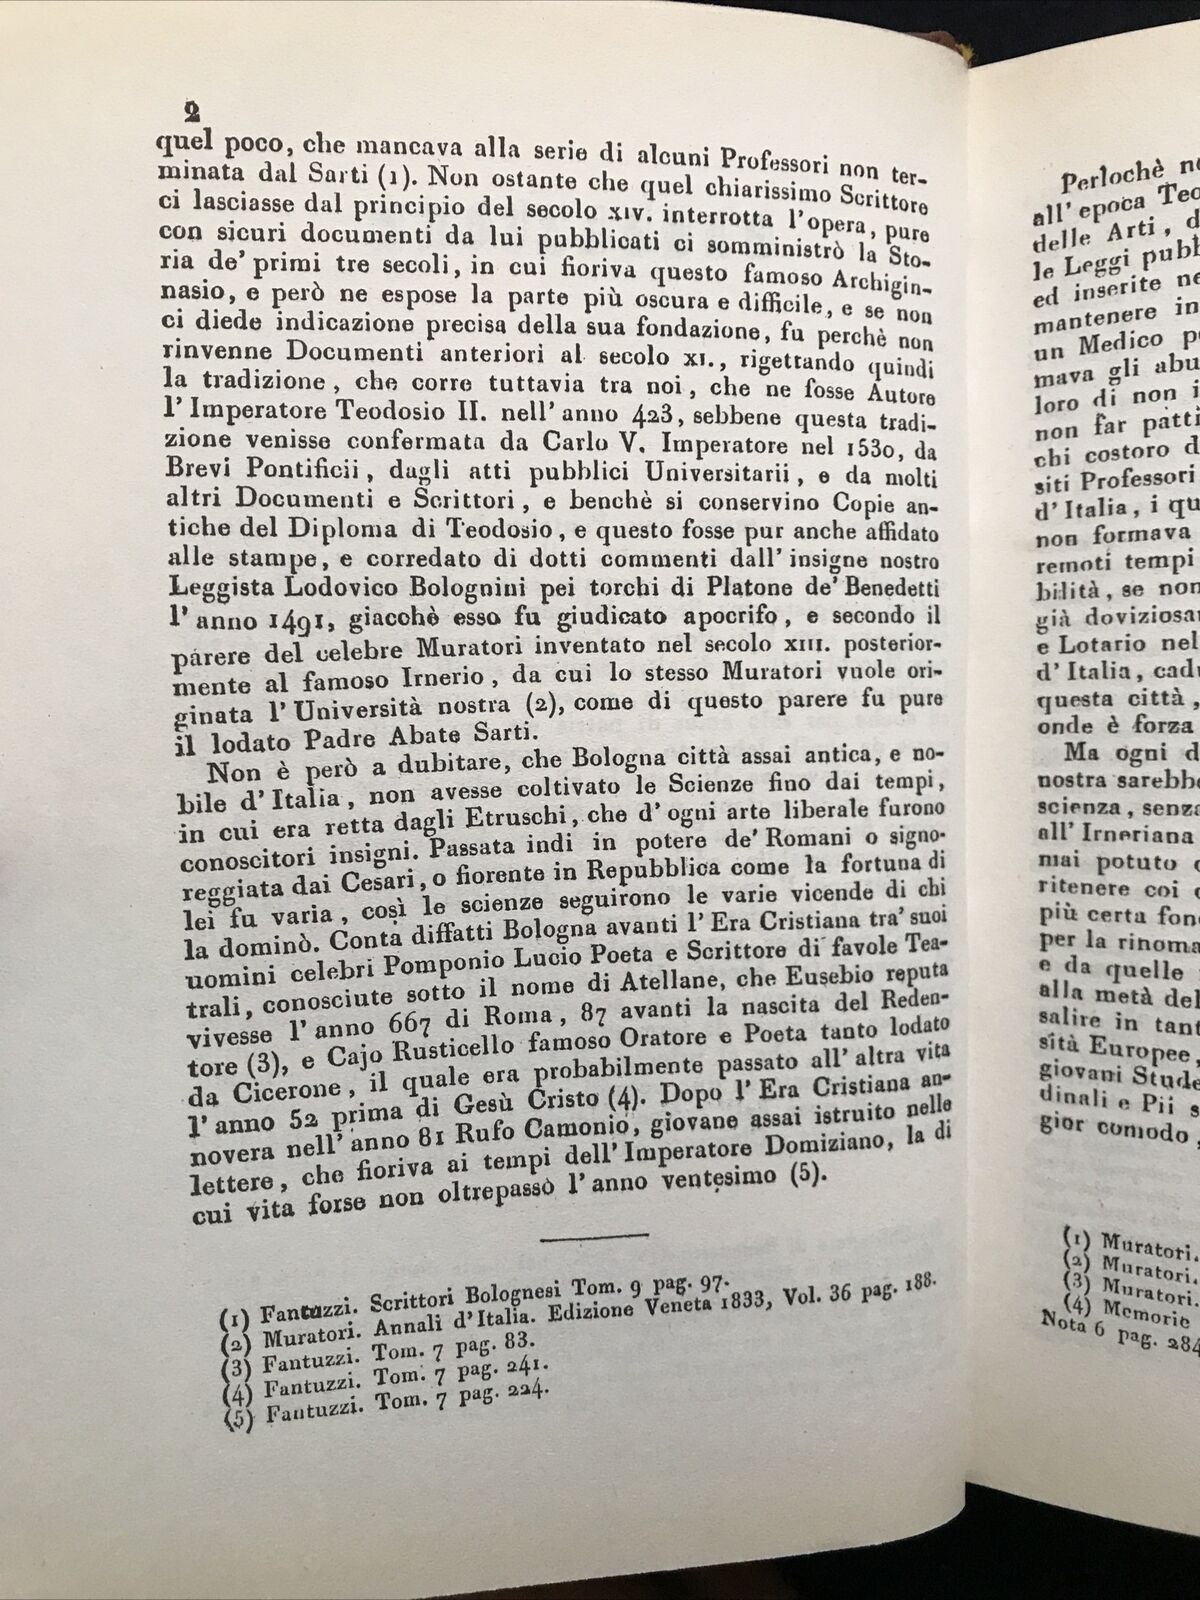 2
quel poco, che mancava alla serie di alcuni Professori non ter-
minata dal Sarti (1). Non ostante che quel chiarissimo Scrittore
ci lasciasse dal principio del secolo XIV. interrotta l'opera, pure
con sicuri documenti da lui pubblicati ci somministrò la Sto-
ria de' primi tre secoli, in cui fioriva questo famoso Archigin-
nasio, e però ne espose la parte più oscura e difficile, e se non
ci diede indicazione precisa della sua fondazione, fu perchè non
rinvenne Documenti anteriori al secolo XI., rigettando quindi
la tradizione, che corre tuttavia tra noi, che ne fosse Autore
l'Imperatore Teodosio II. nell'anno 423, sebbene questa tradi-
zione venisse confermata da Carlo V. Imperatore nel 1530, da
Brevi Pontificii, dagli atti pubblici Universitarii, e da molti
altri Documenti e Scrittori, e benchè si conservino Copie an-
tiche del Diploma di Teodosio, e questo fosse pur anche affidato
alle stampe, e corredato di dotti commenti dall'insigne nostro
Leggista Lodovico Bolognini pei torchi di Platone de' Benedetti
l'anno 1491, giacchè esso fu giudicato apocrifo, e secondo il
parere del celebre Muratori inventato nel secolo XIII. posterior-
mente al famoso Irnerio, da cui lo stesso Muratori vuole ori-
ginata l'Università nostra (2), come di questo parere fu pure
il lodato Padre Abate Sarti.
Non è però a dubitare, che Bologna città assai antica, e no-
bile d'Italia, non avesse coltivato le Scienze fino dai tempi,
in cui era retta dagli Etruschi, che d'ogni arte liberale furono
conoscitori insigni. Passata indi in potere de' Romani o signo-
reggiata dai Cesari, o fiorente in Repubblica come la fortuna di
lei fu varia, così le scienze seguirono le varie vicende di chi
la dominò. Conta diffatti Bologna avanti l'Era Cristiana tra' suoi
uomini celebri Pomponio Lucio Poeta e Scrittore di favole Tea-
trali, conosciute sotto il nome di Atellane, che Eusebio reputa
vivesse l'anno 667 di Roma, 87 avanti la nascita del Reden-
tore (3), e Cajo Rusticello famoso Oratore e Poeta tanto lodato
da Cicerone, il quale era probabilmente passato all'altra vita
l'anno 52 prima di Gesù Cristo (4). Dopo l'Era Cristiana an-
novera nell'anno 81 Rufo Camonio, giovane assai istruito nelle
lettere, che fioriva ai tempi dell'Imperatore Domiziano, la di
cui vita forse non oltrepassò l'anno ventesimo (5).
(1) Fantuzzi. Scrittori Bolognesi Tom. 9 pag. 97.
(2) Muratori. Annali d'Italia. Edizione Veneta 1833, Vol. 36 pag. 188.
(3) Fantuzzi. Tom. 7 pag. 83.
(4) Fantuzzi. Tom. 7 pag. 241.
(5) Fantuzzi. Tom. 7 pag. 224.
Perlochè
all'epoca
delle Arti,
le Leggi
ed inserite
mantenere in
un Medico
mava gli
loro di non
non far
chi costoro
siti Professori
d'Italia, i
non formava
remoti tempi
bilità, se non
già
e Lotario nel
d'Italia,
questa città,
onde è forza
Ma ogni
nostra
scienza,
all'Irneriana
mai potuto
ritenere coi
più certa
per la
e da quelle
alla metà del
salire in
sità Europee,
giovani
dinali e Pii
gior comodo,
(1) Muratori.
(2) Muratori.
(3) Muratori.
(4) Memorie
Nota 6 pag. 284